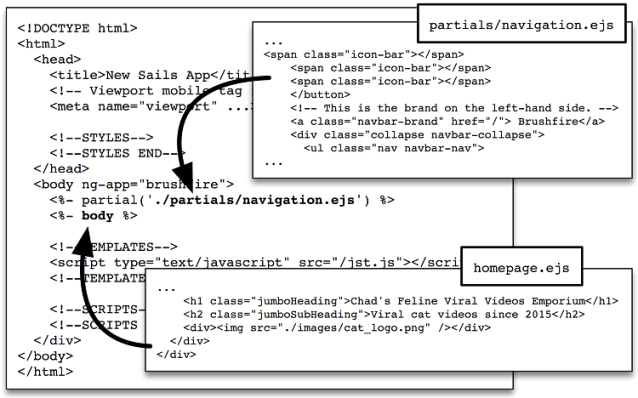 <!DOCTYPE html>
<html>
<head>
<title>New Sails App</tit
<!-- Viewport mobile tag
<meta name="viewport" ...
<!--STYLES-->
<!--STYLES END-->
</head>
<body ng-app="brushfire">
<%- partial('./partials/navigation.ejs') %>
<%- body %>
<!--TEMPLATES-->
<script type="text/javascript" src="/jst.js"></scri
<!--TEMPLATE
<!--SCRIPTS-
<!--SCRIPTS
</div>
</body>
</html>
partials/navigation.ejs
...
<span class="icon-bar"></span>
<span class="icon-bar"></span>
<span class="icon-bar"></span>
</button>
<!-- This is the brand on the left-hand side. -->
<a class="navbar-brand" href="/"> Brushfire</a>
<div class="collapse navbar-collapse">
<ul class="nav navbar-nav">
...
homepage.ejs
...
<h1 class="jumboHeading">Chad's Feline Viral Videos Emporium</h1>
<h2 class="jumboSubHeading">Viral cat videos since 2015</h2>
<div><img src="./images/cat_logo.png" /></div>
</div>
</div>